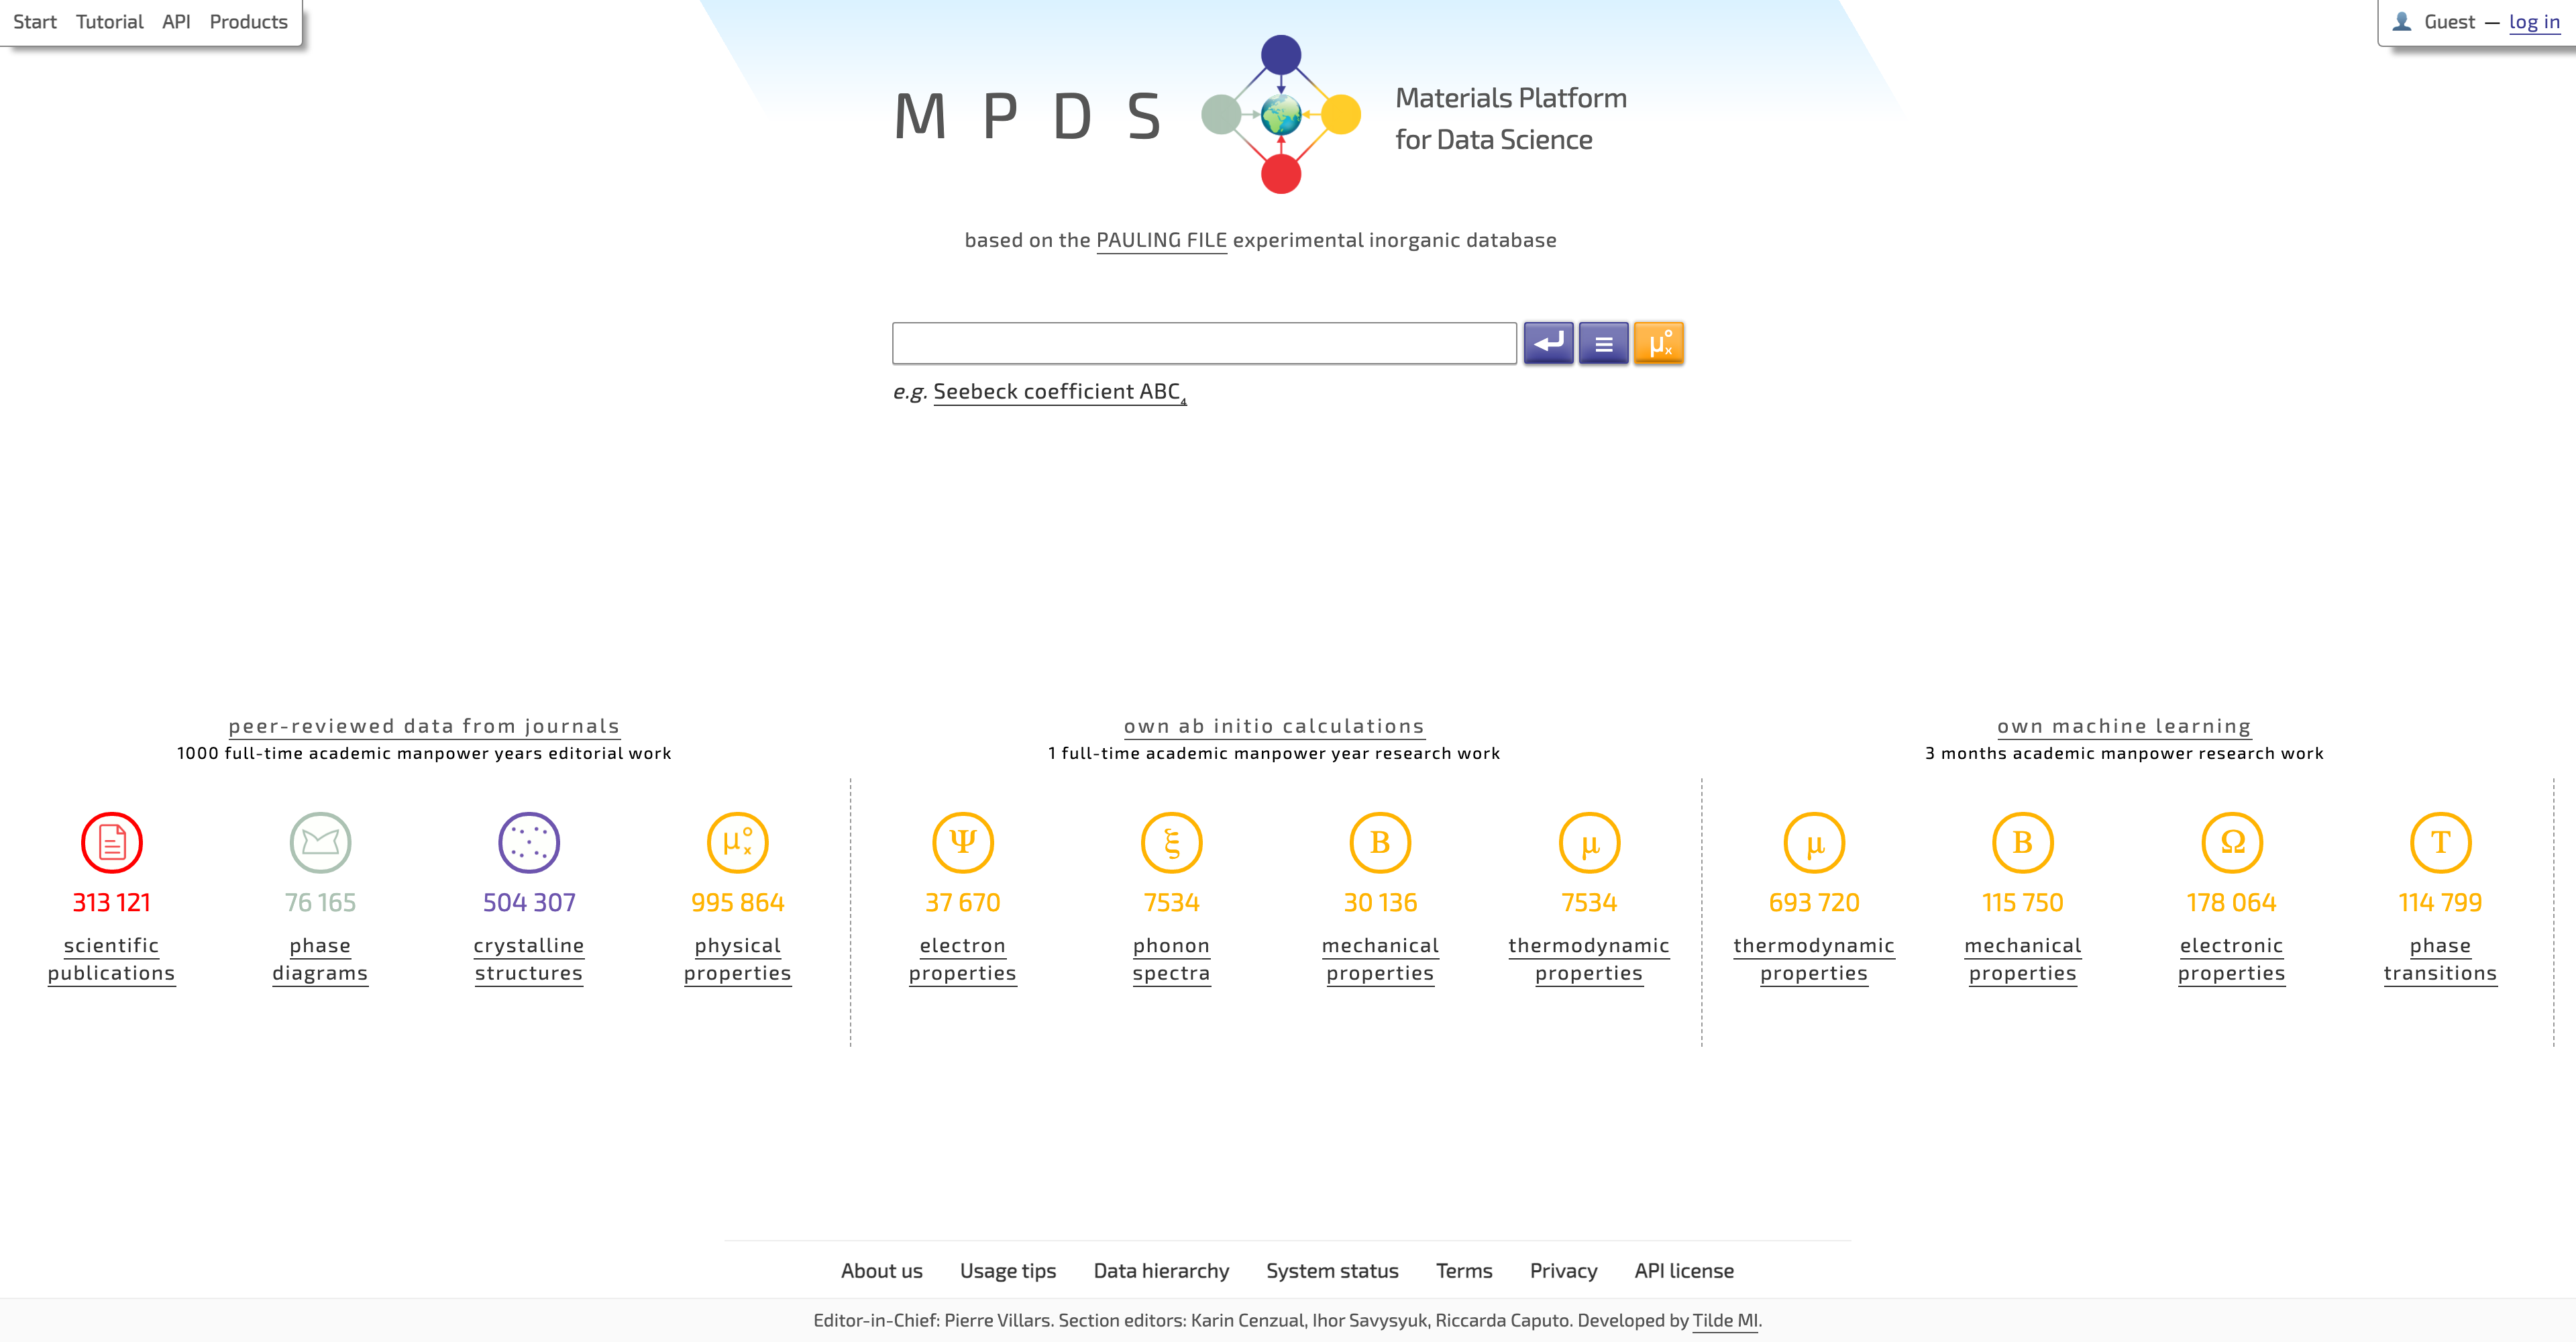 Start Tutorial API Products
Guest — log in
M P D S
Materials Platform
for Data Science
based on the PAULING FILE experimental inorganic database
μ°ₓ
e.g. Seebeck coefficient ABC₄
peer-reviewed data from journals
1000 full-time academic manpower years editorial work
μ°ₓ
313 121 76 165 504 307 995 864
scientific phase crystalline physical
publications diagrams structures properties
own ab initio calculations
1 full-time academic manpower year research work
Ψ ξ B μ
37 670 7534 30 136 7534
electron phonon mechanical thermodynamic
properties spectra properties properties
own machine learning
3 months academic manpower research work
μ B Ω T
693 720 115 750 178 064 114 799
thermodynamic mechanical electronic phase
properties properties properties transitions
About us Usage tips Data hierarchy System status Terms Privacy API license
Editor-in-Chief: Pierre Villars. Section editors: Karin Cenzual, Ihor Savysyuk, Riccarda Caputo. Developed by Tilde MI.